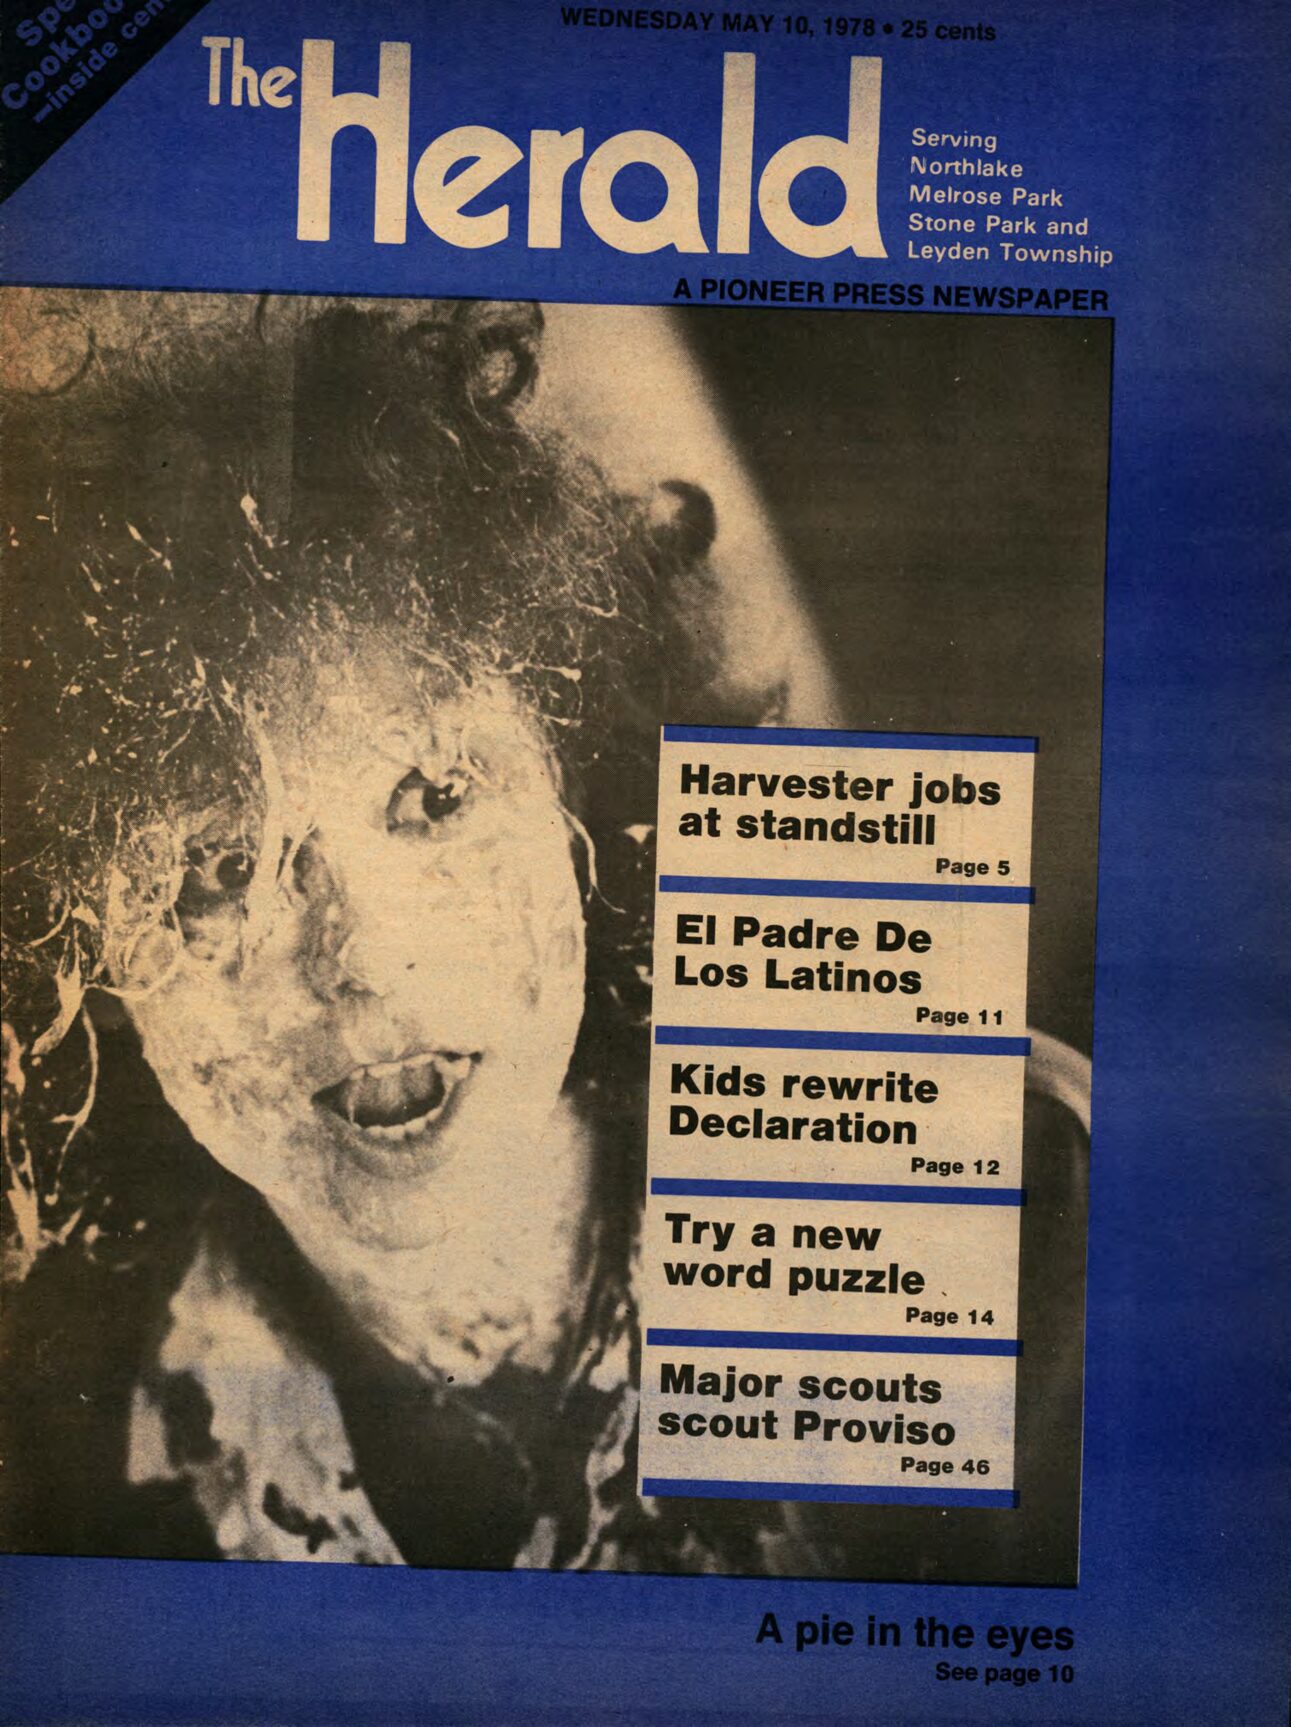 WEDNESDAY MAY 10, 1978 • 25 cents
Cookboo
—inside cen
The Herald
Serving
Northlake
Melrose Park
Stone Park and
Leyden Township
A PIONEER PRESS NEWSPAPER
Harvester jobs
at standstill
Page 5
El Padre De
Los Latinos
Page 11
Kids rewrite
Declaration
Page 12
Try a new
word puzzle
Page 14
Major scouts
scout Proviso
Page 46
A pie in the eyes
See page 10